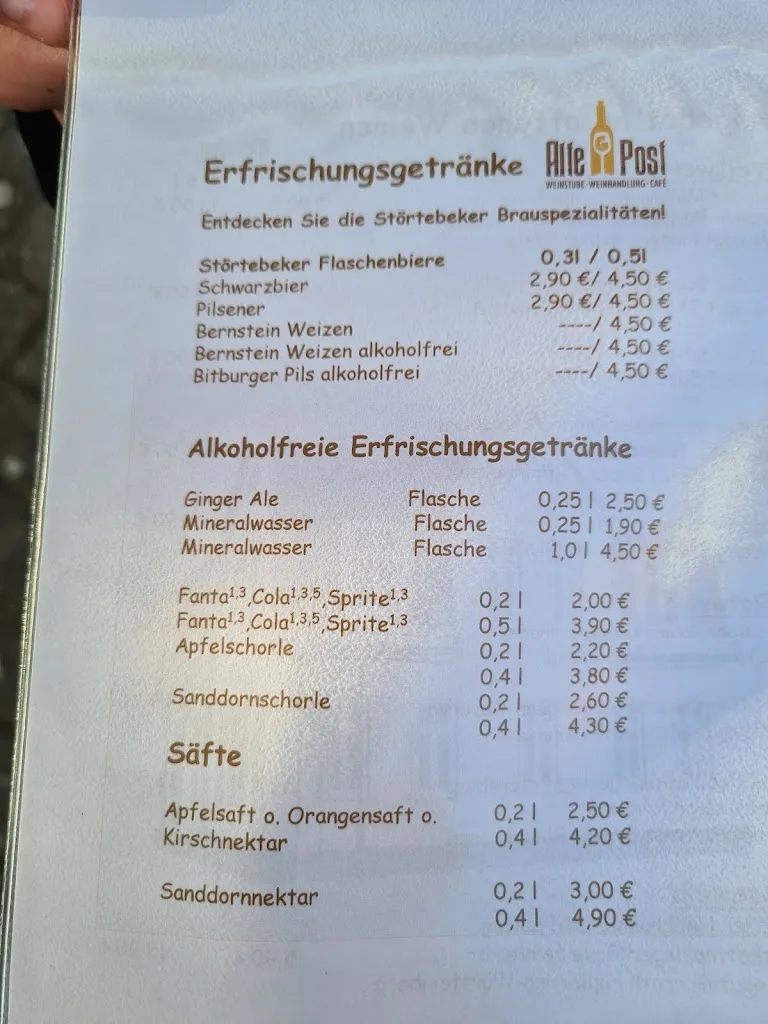 Erfrischungsgetränke
Alte Post
WEINSTUBE·WEINHANDLUNG·CAFÉ
Entdecken Sie die Störtebeker Brauspezialitäten!
Störtebeker Flaschenbiere 0,3l / 0,5l
Schwarzbier 2,90 €/ 4,50 €
Pilsener 2,90 €/ 4,50 €
Bernstein Weizen ----/ 4,50 €
Bernstein Weizen alkoholfrei ----/ 4,50 €
Bitburger Pils alkoholfrei ----/ 4,50 €
Alkoholfreie Erfrischungsgetränke
Ginger Ale Flasche 0,25 l 2,50 €
Mineralwasser Flasche 0,25 l 1,90 €
Mineralwasser Flasche 1,0 l 4,50 €
Fanta¹,³,Cola¹,³,⁵,Sprite¹,³ 0,2 l 2,00 €
Fanta¹,³,Cola¹,³,⁵,Sprite¹,³ 0,5 l 3,90 €
Apfelschorle 0,2 l 2,20 €
0,4 l 3,80 €
Sanddornschorle 0,2 l 2,60 €
0,4 l 4,30 €
Säfte
Apfelsaft o. Orangensaft o. 0,2 l 2,50 €
Kirschnektar 0,4 l 4,20 €
Sanddornnektar 0,2 l 3,00 €
0,4 l 4,90 €